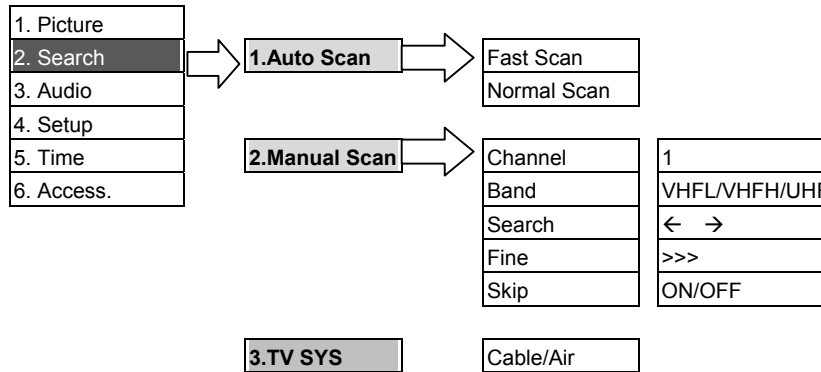 1. Picture
2. Search
3. Audio
4. Setup
5. Time
6. Access.
1.Auto Scan
Fast Scan
Normal Scan
2.Manual Scan
Channel 1
Band VHFL/VHFH/UHF
Search ← →
Fine >>>
Skip ON/OFF
3.TV SYS
Cable/Air